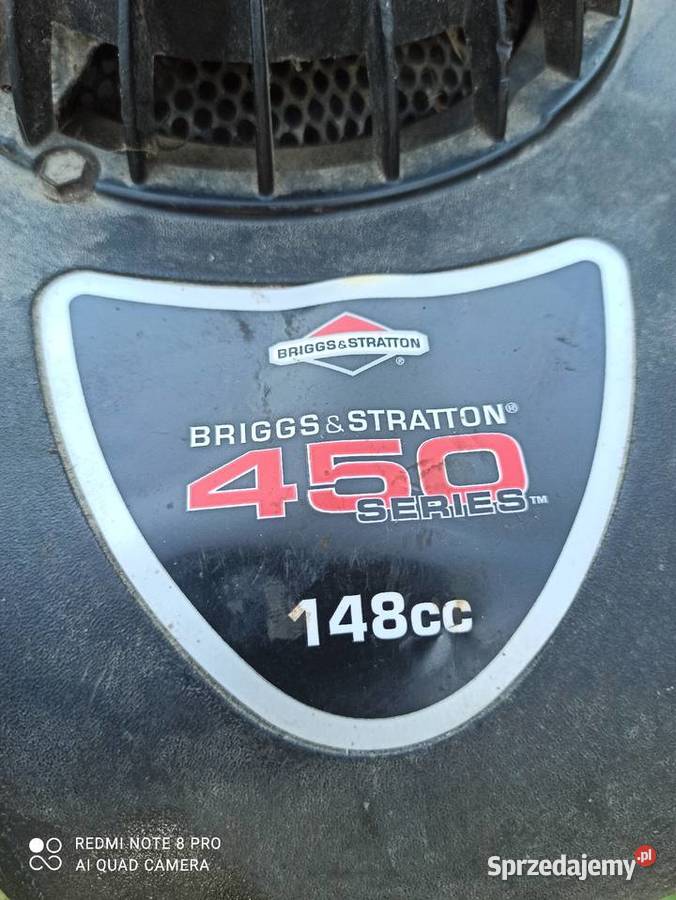 BRIGGS&STRATTON®
BRIGGS&STRATTON®
450
SERIES™
148cc
REDMI NOTE 8 PRO
AI QUAD CAMERA
Sprzedajemy.pl